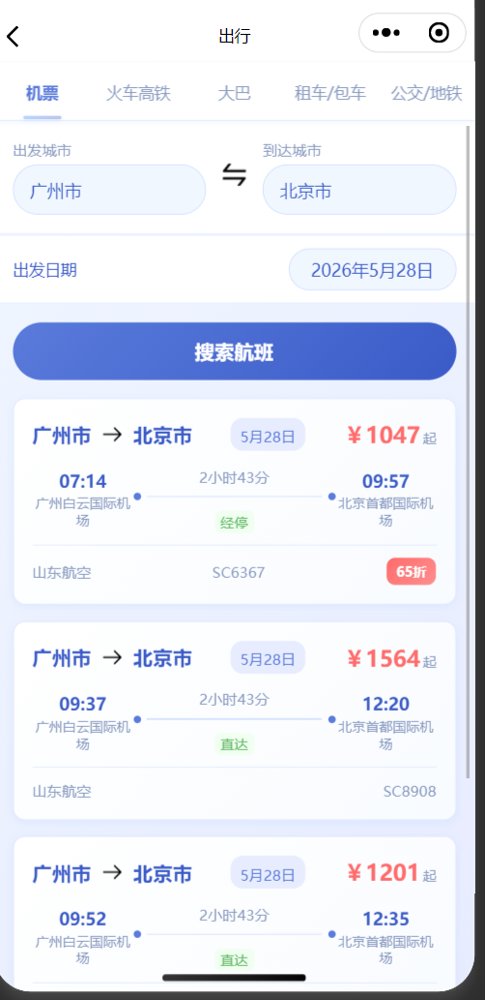 出行
机票 火车高铁 大巴 租车/包车 公交/地铁
出发城市 到达城市
广州市 北京市
出发日期 2026年5月28日
搜索航班
广州市 → 北京市 5月28日 ¥1047起
07:14 2小时43分 09:57
广州白云国际机 北京首都国际机
场 经停 场
山东航空 SC6367 65折
广州市 → 北京市 5月28日 ¥1564起
09:37 2小时43分 12:20
广州白云国际机 北京首都国际机
场 直达 场
山东航空 SC8908
广州市 → 北京市 5月28日 ¥1201起
09:52 2小时43分 12:35
广州白云国际机 北京首都国际机
场 直达 场